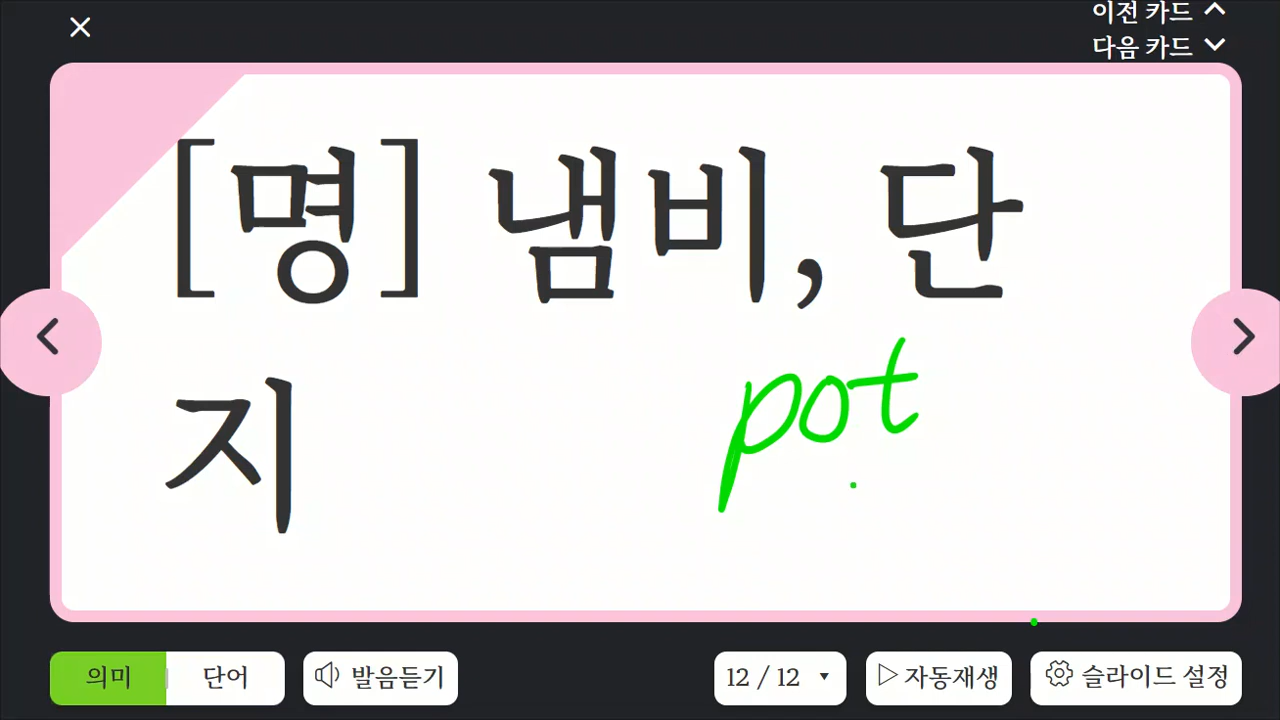 이전 카드
다음 카드
[명] 냄비, 단
지
pot
의미
단어
발음듣기
12 / 12
자동재생
슬라이드 설정